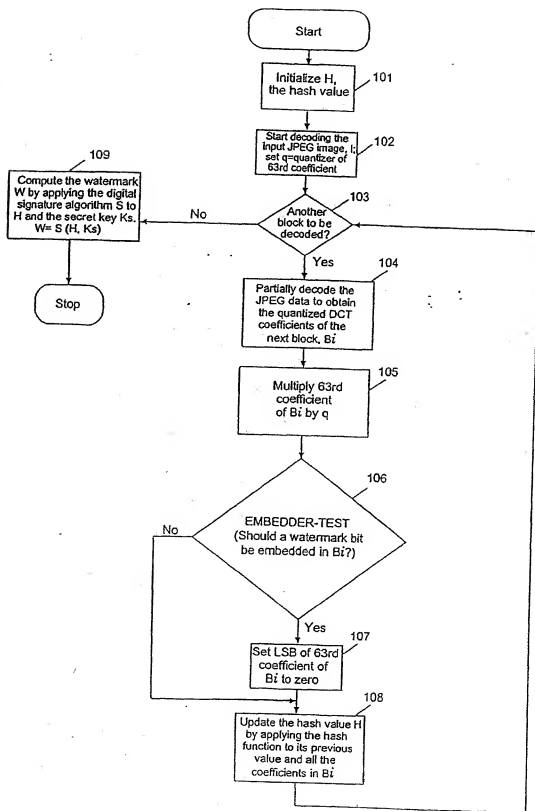 Start
101
Initialize H,
the hash value
102
Start decoding the
input JPEG image, I;
set q=quantizer of
63rd coefficient
109
Compute the watermark
W by applying the digital
signature algorithm S to
H and the secret key Ks.
W= S (H, Ks)
103
No
Another
block to be
decoded?
Yes
Stop
104
Partially decode the
JPEG data to obtain
the quantized DCT
coefficients of the
next block, Bi
105
Multiply 63rd
coefficient
of Bi by q
106
No
EMBEDDER-TEST
(Should a watermark bit
be embedded in Bi?)
Yes
107
Set LSB of 63rd
coefficient of
Bi to zero
108
Update the hash value H
by applying the hash
function to its previous
value and all the
coefficients in Bi